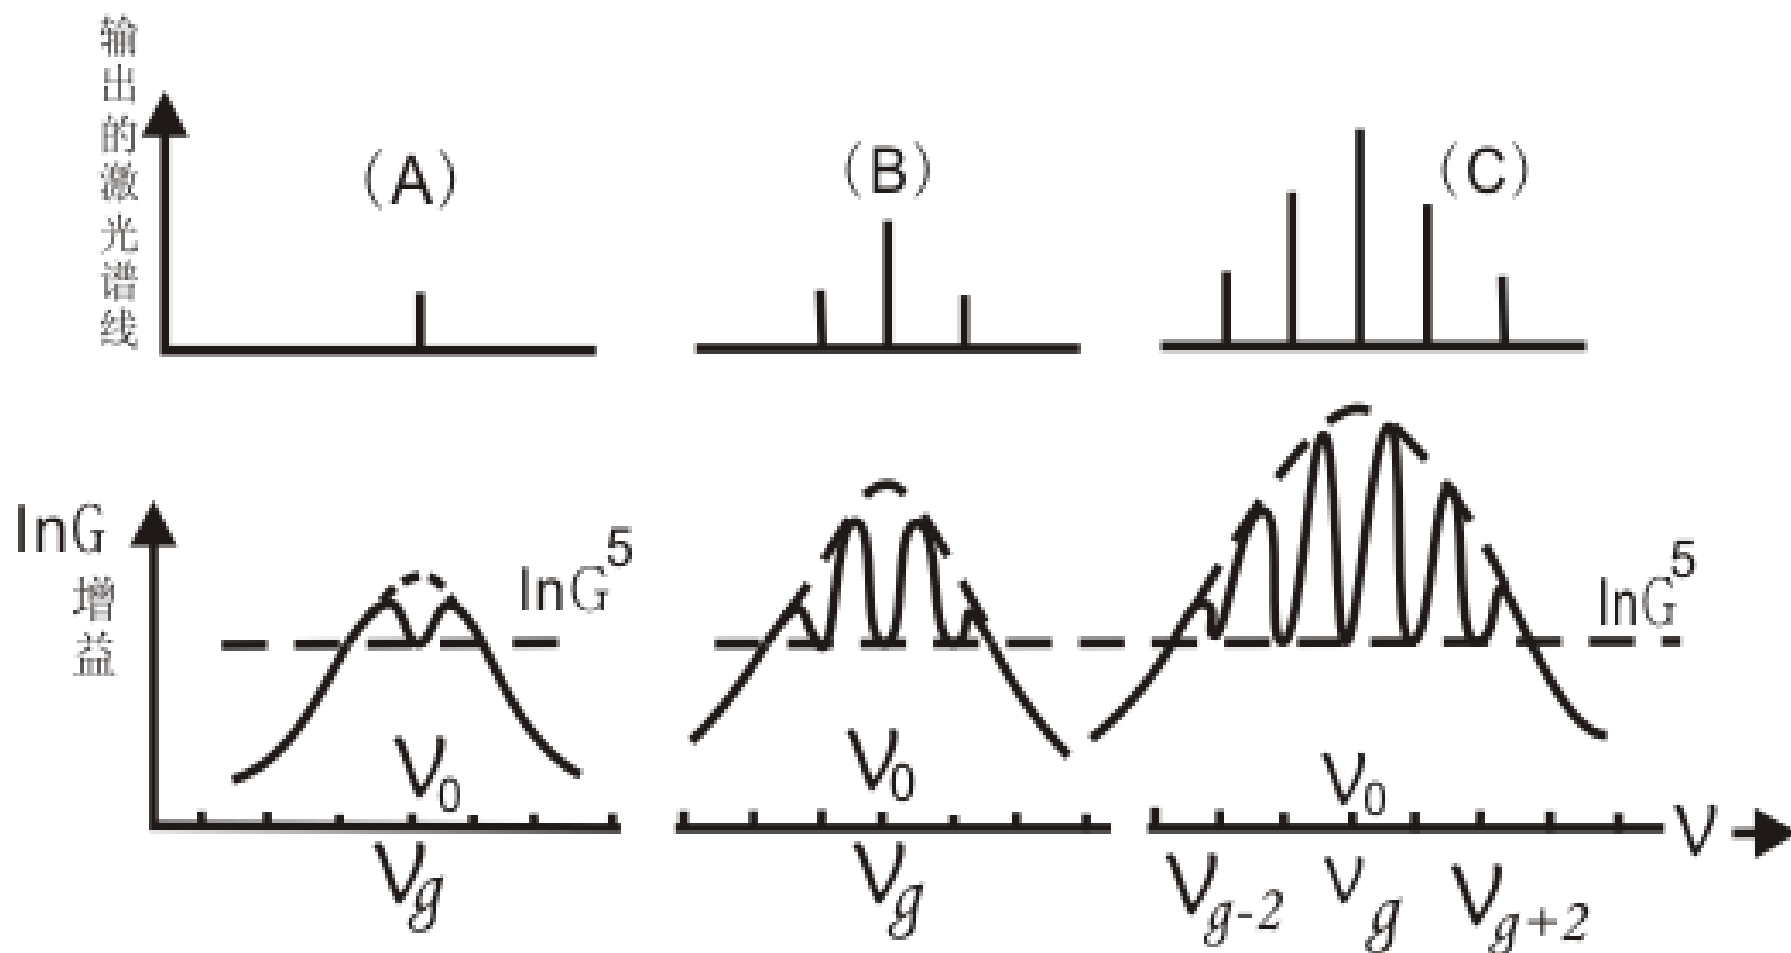 输出的激光谱线
(A)
(B)
(C)
lnG
增益
lnG⁵
lnG⁵
ν₀
ν₀
ν₀
ν
νg
νg
νg-2
νg
νg+2